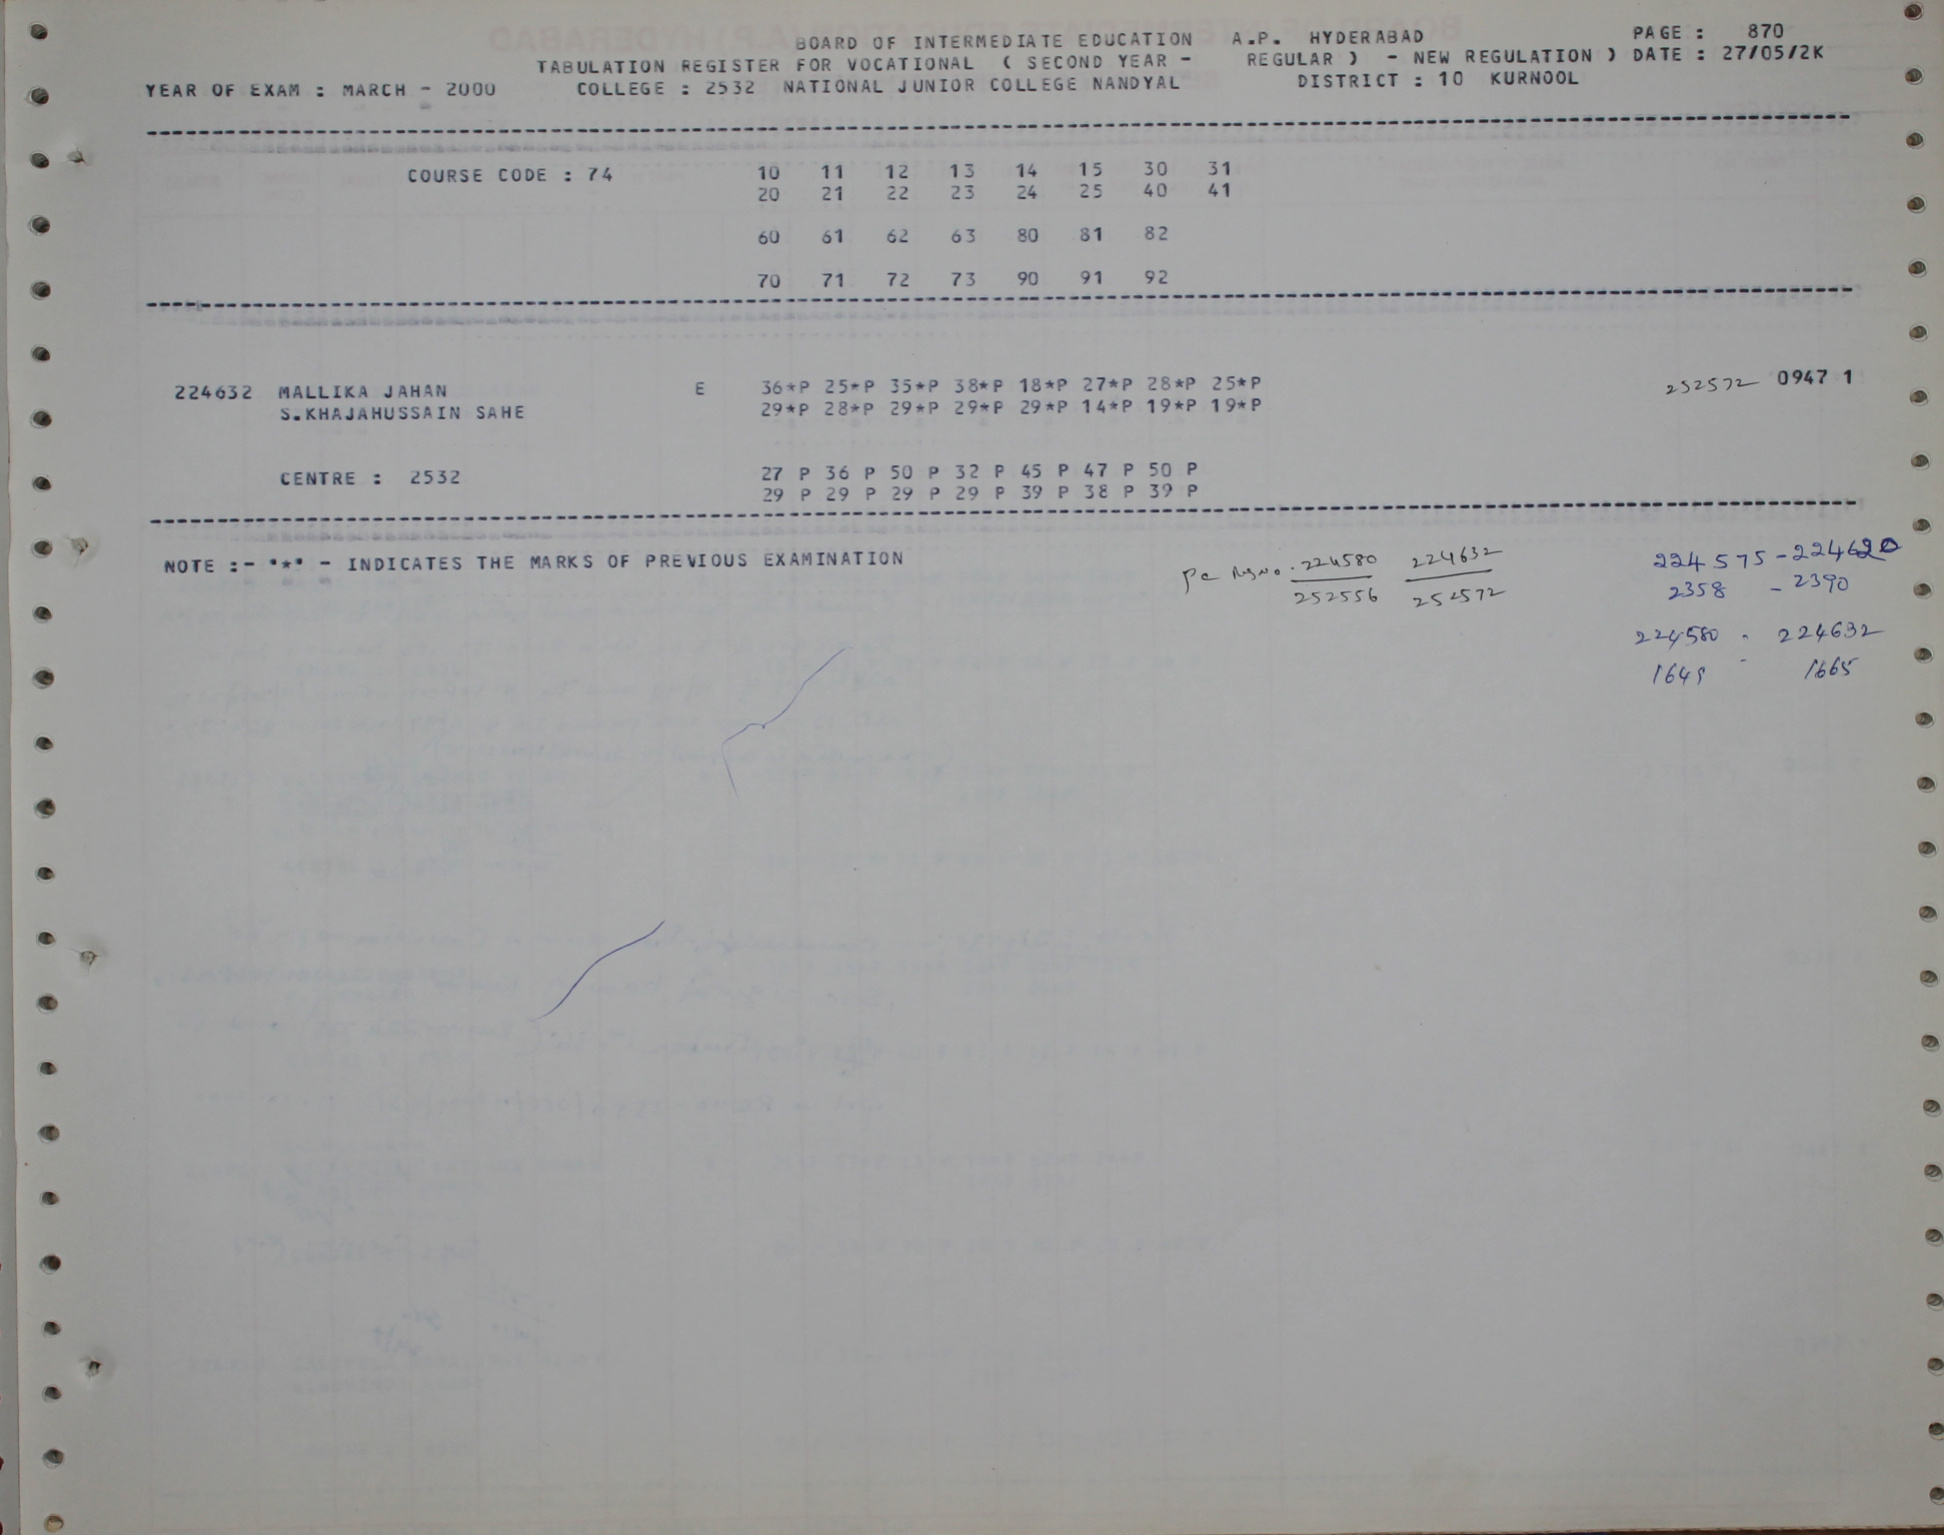 BOARD OF INTERMEDIATE EDUCATION A.P. HYDERABAD PAGE : 870
TABULATION REGISTER FOR VOCATIONAL ( SECOND YEAR - REGULAR ) - NEW REGULATION ) DATE : 27/05/2K
YEAR OF EXAM : MARCH - 2000 COLLEGE : 2532 NATIONAL JUNIOR COLLEGE NANDYAL DISTRICT : 10 KURNOOL
COURSE CODE : 74 10 11 12 13 14 15 30 31
20 21 22 23 24 25 40 41
60 61 62 63 80 81 82
70 71 72 73 90 91 92
224632 MALLIKA JAHAN E 36*P 25*P 35*P 38*P 18*P 27*P 28*P 25*P 252572 0947 1
S.KHAJAHUSSAIN SAHE 29*P 28*P 29*P 29*P 29*P 14*P 19*P 19*P
CENTRE : 2532 27 P 36 P 50 P 32 P 45 P 47 P 50 P
29 P 29 P 29 P 29 P 39 P 38 P 39 P
NOTE :- "*" - INDICATES THE MARKS OF PREVIOUS EXAMINATION
224580 224632
252556 252572
224575-224620
2358 - 2390
224580 - 224632
1649 - 1665